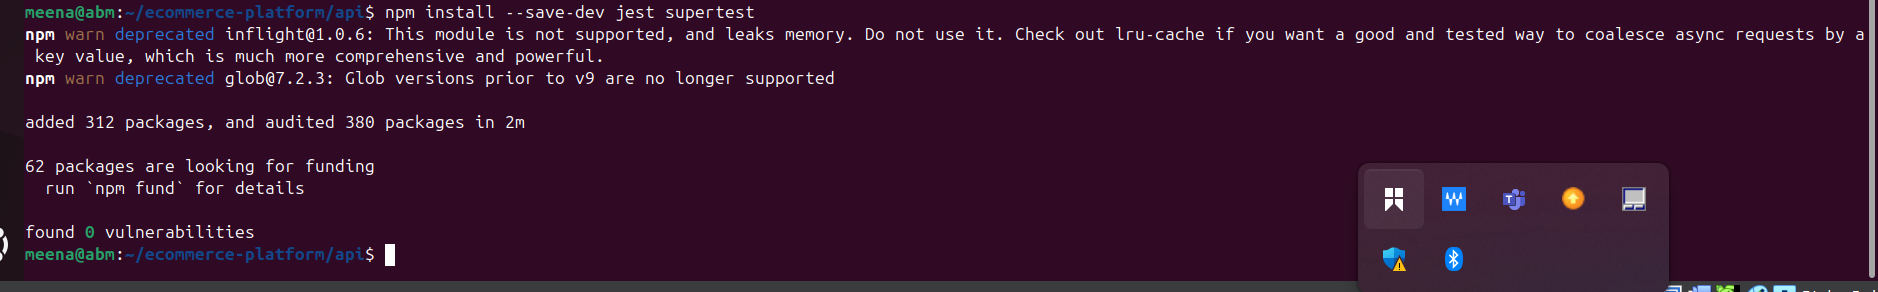 meena@abm:~/ecommerce-platform/api$ npm install --save-dev jest supertest
npm warn deprecated inflight@1.0.6: This module is not supported, and leaks memory. Do not use it. Check out lru-cache if you want a good and tested way to coalesce async requests by a
key value, which is much more comprehensive and powerful.
npm warn deprecated glob@7.2.3: Glob versions prior to v9 are no longer supported
added 312 packages, and audited 380 packages in 2m
62 packages are looking for funding
run `npm fund` for details
found 0 vulnerabilities
meena@abm:~/ecommerce-platform/api$